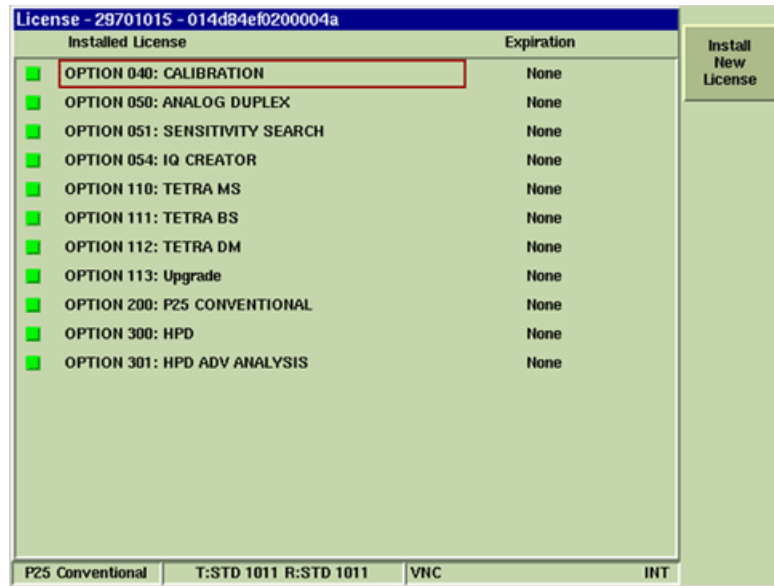 License - 29701015 - 014d84ef0200004a
Installed License Expiration
OPTION 040: CALIBRATION None
OPTION 050: ANALOG DUPLEX None
OPTION 051: SENSITIVITY SEARCH None
OPTION 054: IQ CREATOR None
OPTION 110: TETRA MS None
OPTION 111: TETRA BS None
OPTION 112: TETRA DM None
OPTION 113: Upgrade None
OPTION 200: P25 CONVENTIONAL None
OPTION 300: HPD None
OPTION 301: HPD ADV ANALYSIS None
Install
New
License
P25 Conventional T:STD 1011 R:STD 1011 VNC INT